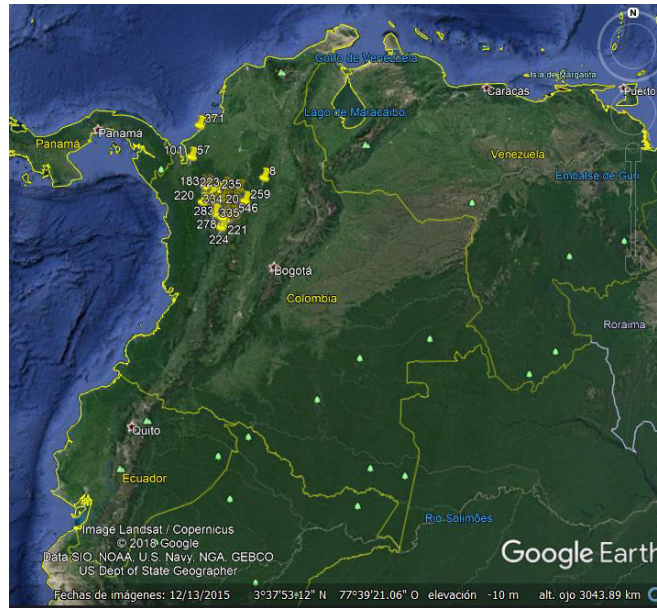 N
Golfo de Venezuela
Isla de Margarita
Caracas
Puerto
Lago de Maracaibo
371
Panamá
Panamá
101 57
Venezuela
8
Embalse de Guri
183 223 235
220
334 20 259
283 335 546
278 221
224
Bogotá
Colombia
Roraima
Quito
Ecuador
Rio Solimões
Image Landsat / Copernicus
© 2018 Google
Data SIO, NOAA, U.S. Navy, NGA, GEBCO
US Dept of State Geographer
Google Earth
Fechas de imágenes: 12/13/2015 3°37'53.12" N 77°39'21.06" O elevación -10 m alt. ojo 3043.89 km